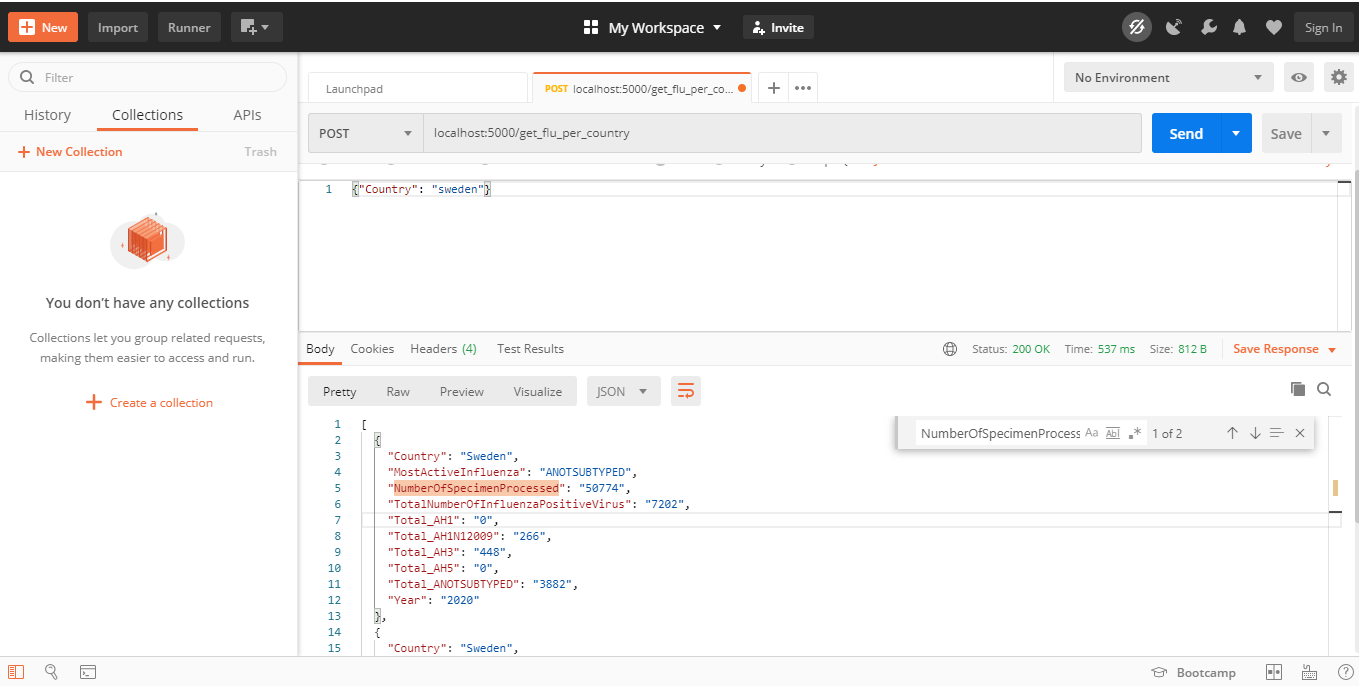 New
Import
Runner
My Workspace
Invite
Sign In
Filter
History
Collections
APIs
New Collection
Trash
You don't have any collections
Collections let you group related requests,
making them easier to access and run.
Create a collection
Launchpad
POST localhost:5000/get_flu_per_co...
No Environment
POST
localhost:5000/get_flu_per_country
Send
Save
1 {"Country": "sweden"}
Body
Cookies
Headers (4)
Test Results
Status: 200 OK
Time: 537 ms
Size: 812 B
Save Response
Pretty
Raw
Preview
Visualize
JSON
NumberOfSpecimenProcess
Aa
Abl
.*
1 of 2
1 [
2 {
3 "Country": "Sweden",
4 "MostActiveInfluenza": "ANOTSUBTYPED",
5 "NumberOfSpecimenProcessed": "50774",
6 "TotalNumberOfInfluenzaPositiveVirus": "7202",
7 "Total_AH1": "0",
8 "Total_AH1N12009": "266",
9 "Total_AH3": "448",
10 "Total_AH5": "0",
11 "Total_ANOTSUBTYPED": "3882",
12 "Year": "2020"
13 },
14 {
15 "Country": "Sweden",
Bootcamp